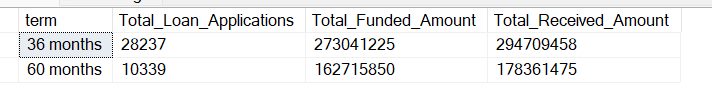 term Total_Loan_Applications Total_Funded_Amount Total_Received_Amount
36 months 28237 273041225 294709458
60 months 10339 162715850 178361475